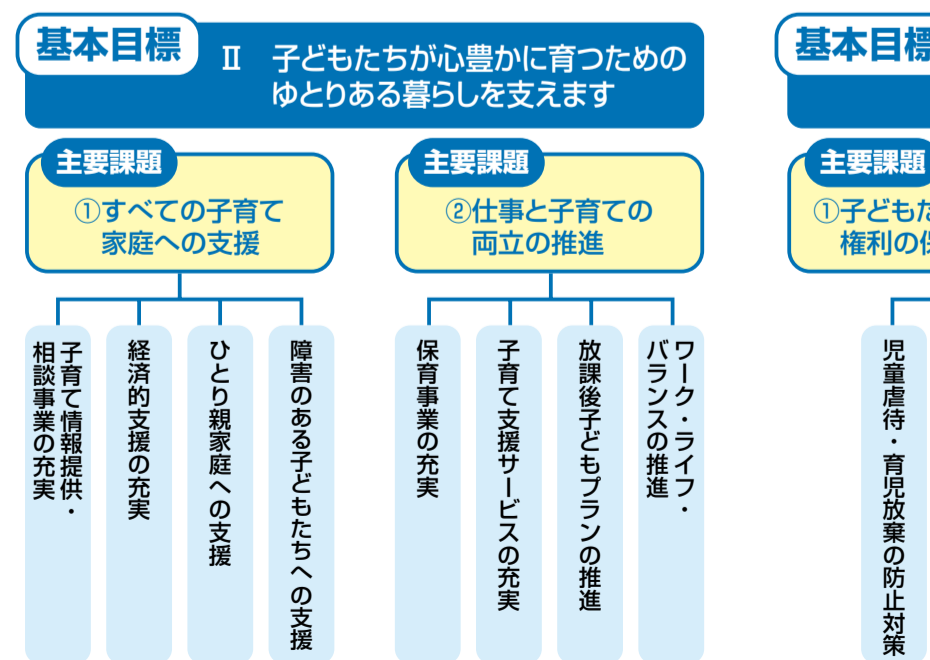 基本目標
Ⅱ 子どもたちが心豊かに育つための
ゆとりある暮らしを支えます
主要課題
①すべての子育て
家庭への支援
子育て情報提供・
相談事業の充実
経済的支援の充実
ひとり親家庭への支援
障害のある子どもたちへの支援
主要課題
②仕事と子育ての
両立の推進
保育事業の充実
子育て支援サービスの充実
放課後子どもプランの推進
ワーク・ライフ・
バランスの推進
基本目標
主要課題
①子どもた
権利の保
児童虐待・育児放棄の防止対策